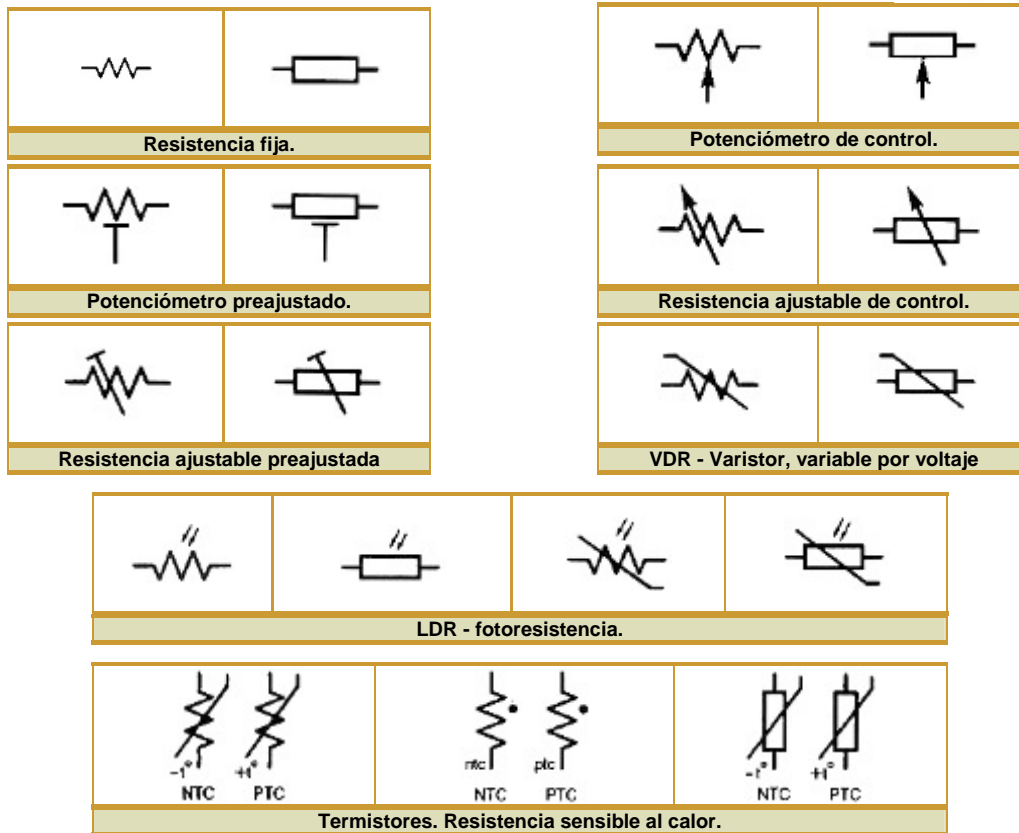 Resistencia fija.
Potenciómetro de control.
Potenciómetro preajustado.
Resistencia ajustable de control.
Resistencia ajustable preajustada
VDR - Varistor, variable por voltaje
LDR - fotoresistencia.
-t° +t° ntc ptc -t° +t°
NTC PTC NTC PTC NTC PTC
Termistores. Resistencia sensible al calor.